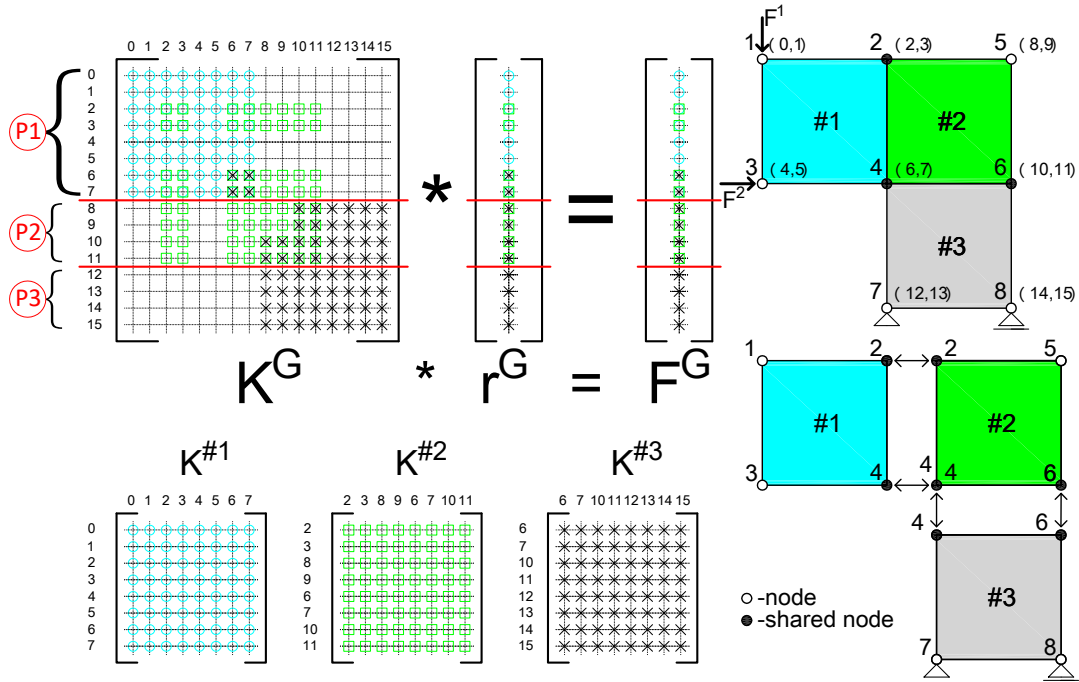 0 1 2 3 4 5 6 7 8 9 10 11 12 13 14 15
0
1
2
3
4
5
6
7
8
9
10
11
12
13
14
15
P1
P2
P3
* =
K^G * r^G = F^G
F^1
1 (0,1) 2 (2,3) 5 (8,9)
#1 #2
3 (4,5) 4 (6,7) 6 (10,11)
F^2
#3
7 (12,13) 8 (14,15)
1 2 2 5
#1 #2
3 4 4 4 6
4 6
#3
7 8
-node
-shared node
K^#1
0 1 2 3 4 5 6 7
0
1
2
3
4
5
6
7
K^#2
2 3 8 9 6 7 10 11
2
3
8
9
6
7
10
11
K^#3
6 7 10 11 12 13 14 15
6
7
10
11
12
13
14
15